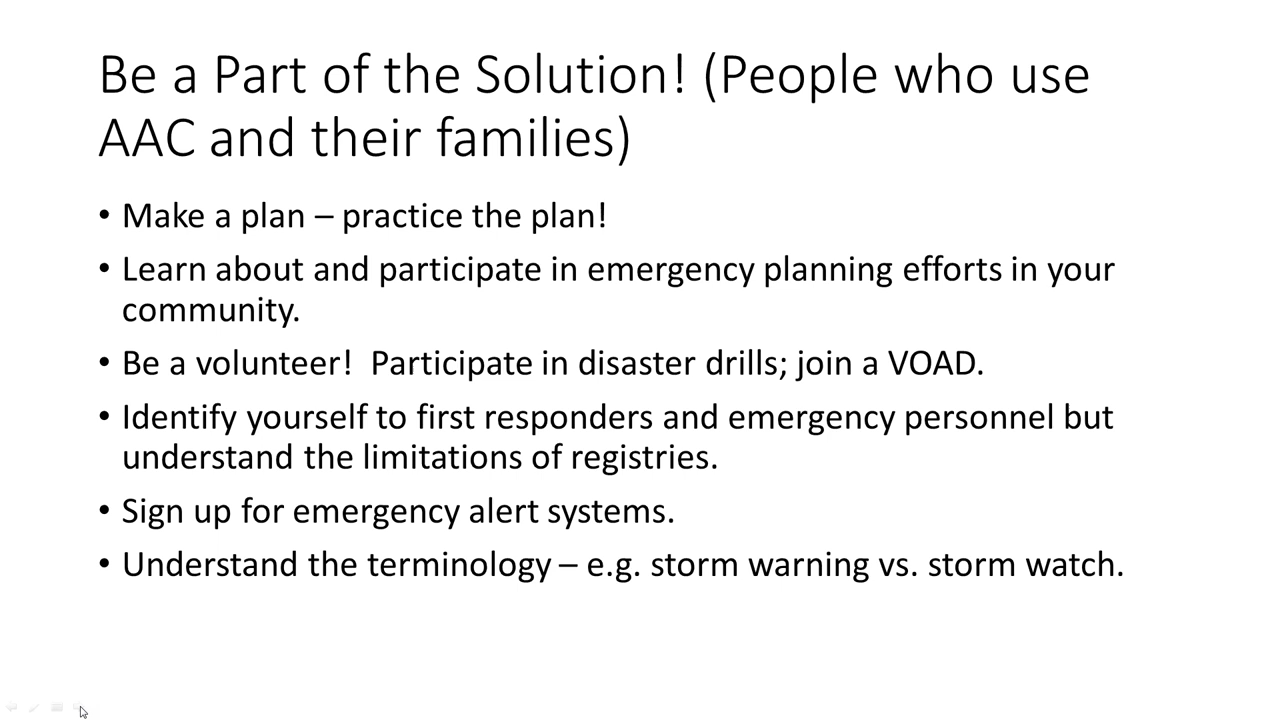 Be a Part of the Solution! (People who use
AAC and their families)
• Make a plan – practice the plan!
• Learn about and participate in emergency planning efforts in your
community.
• Be a volunteer!  Participate in disaster drills; join a VOAD.
• Identify yourself to first responders and emergency personnel but
understand the limitations of registries.
• Sign up for emergency alert systems.
• Understand the terminology – e.g. storm warning vs. storm watch.